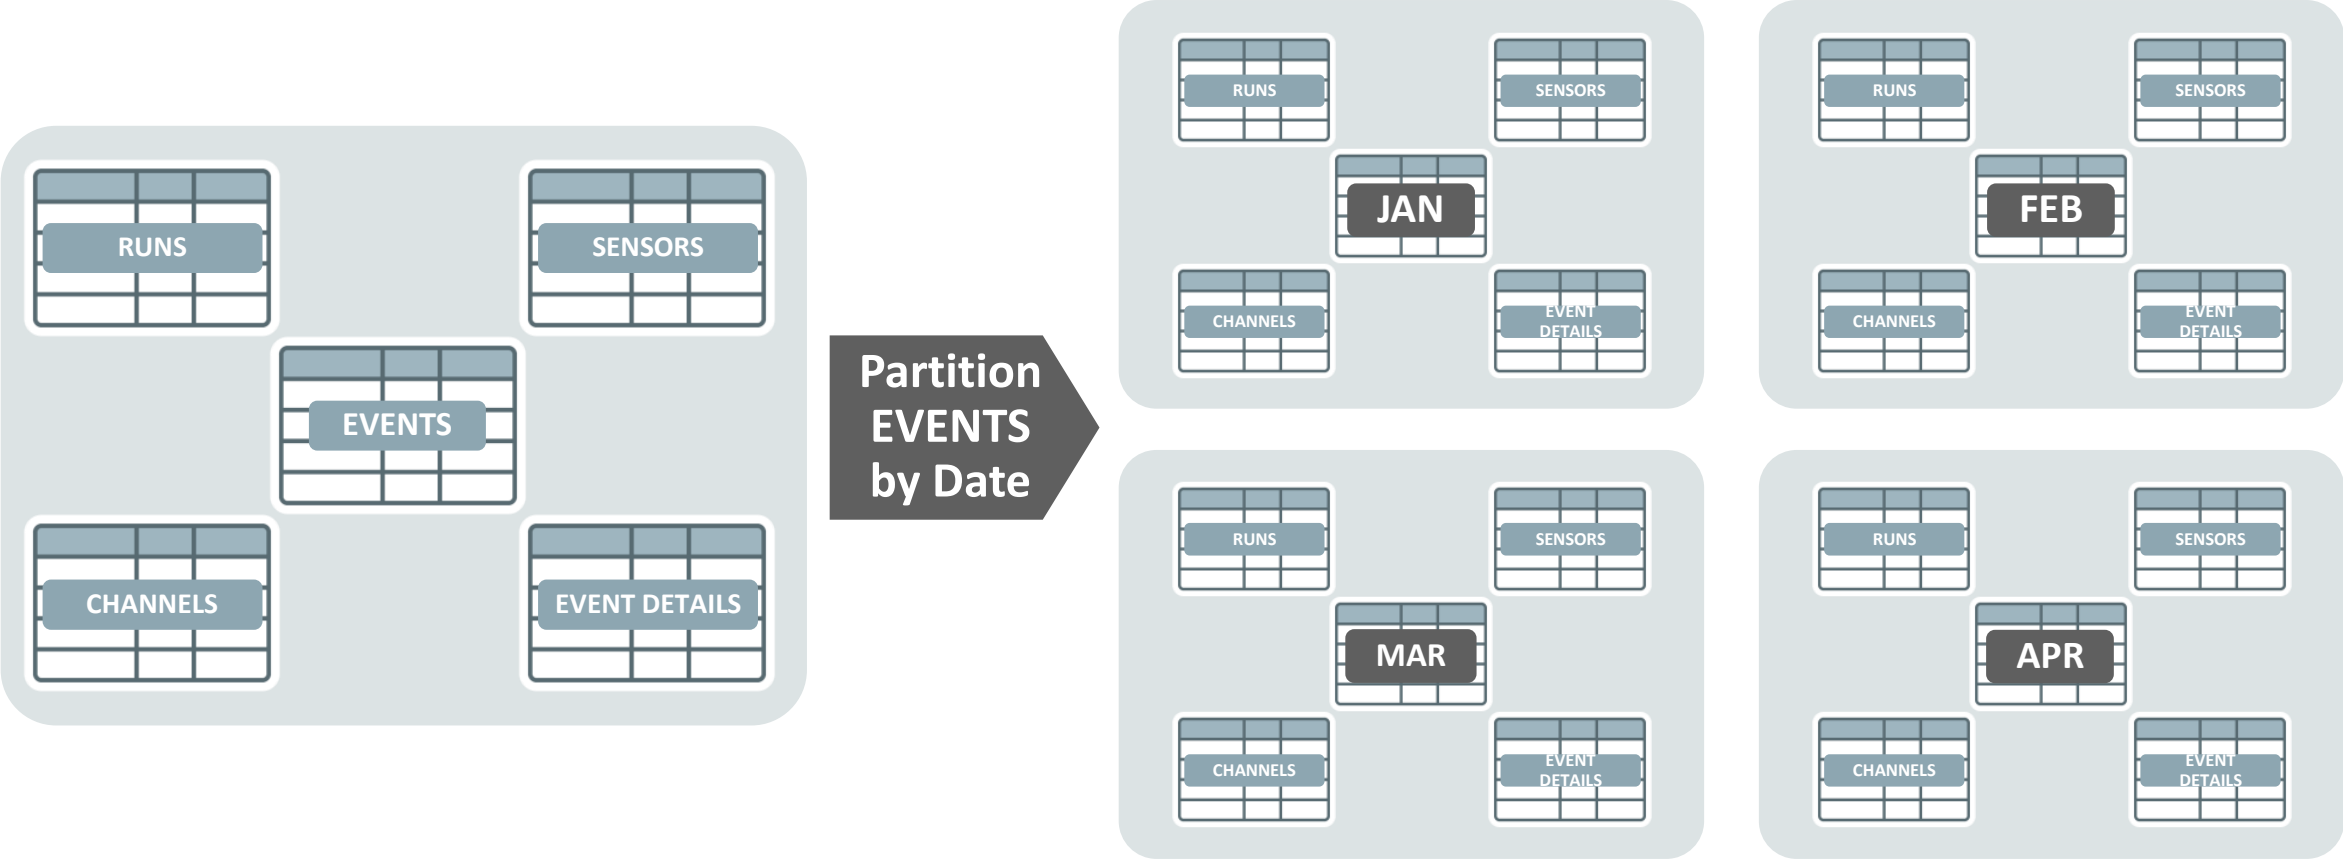 RUNS
SENSORS
EVENTS
CHANNELS
EVENT DETAILS
Partition
EVENTS
by Date
RUNS
SENSORS
JAN
CHANNELS
EVENT
DETAILS
RUNS
SENSORS
FEB
CHANNELS
EVENT
DETAILS
RUNS
SENSORS
MAR
CHANNELS
EVENT
DETAILS
RUNS
SENSORS
APR
CHANNELS
EVENT
DETAILS